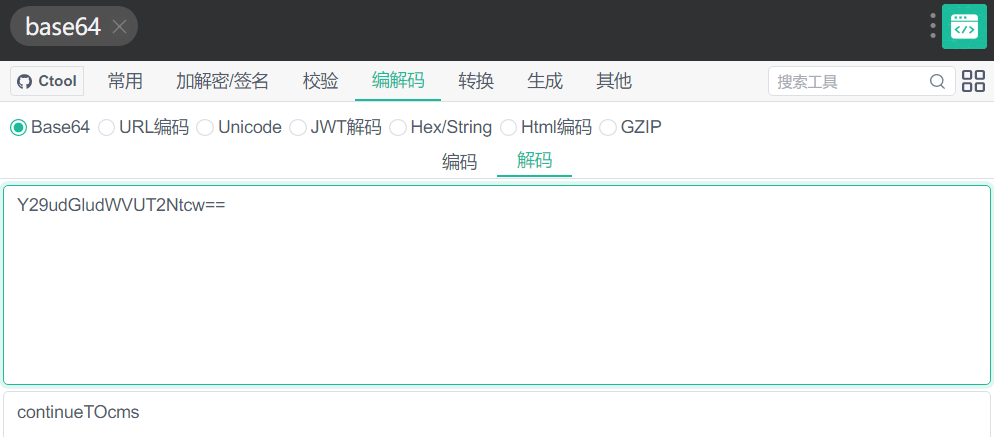 base64
Ctool 常用 加解密/签名 校验 编解码 转换 生成 其他 搜索工具
Base64 URL编码 Unicode JWT解码 Hex/String Html编码 GZIP
编码 解码
Y29udGludWVUT2Ntcw==
continueTOcms